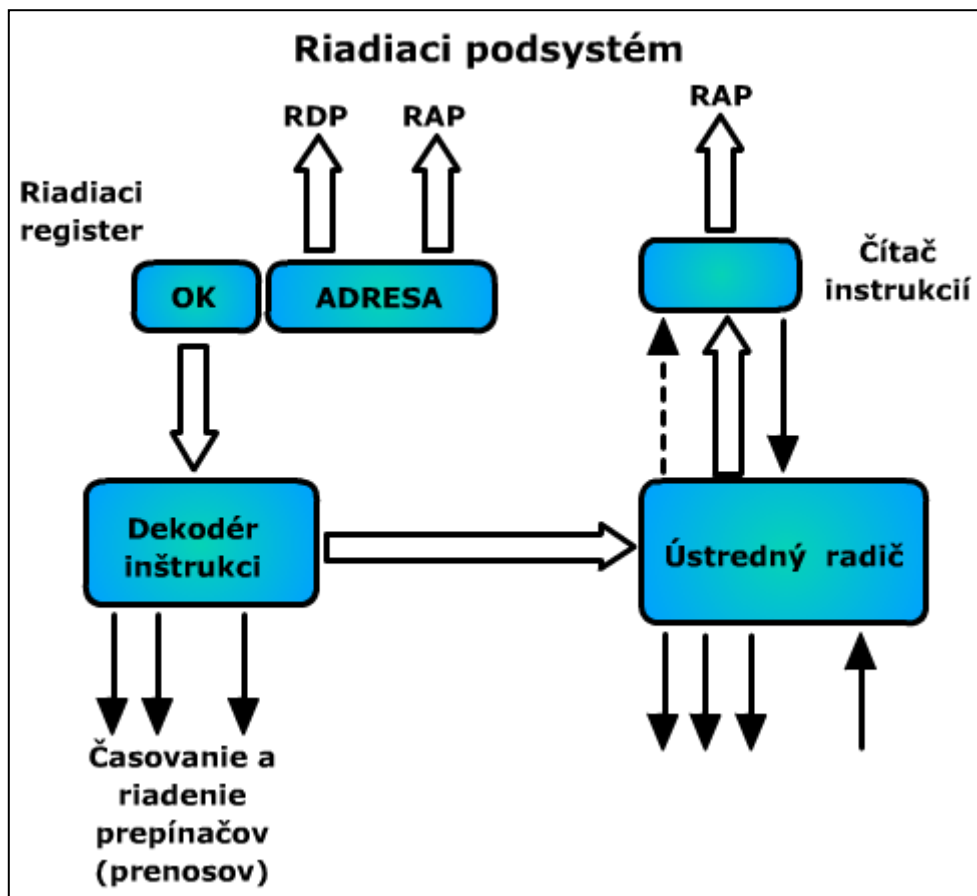 Riadiaci podsystém
RDP
RAP
RAP
Riadiaci
register
OK
ADRESA
Čítač
instrukcií
Dekodér
inštrukci
Ústredný radič
Časovanie a
riadenie
prepínačov
(prenosov)